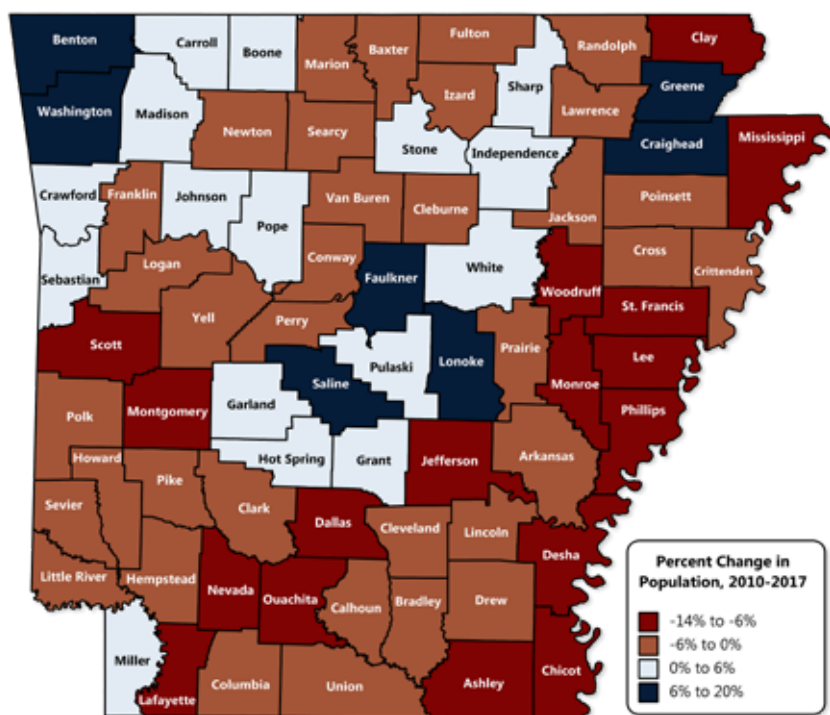 Benton
Carroll
Boone
Marion
Baxter
Fulton
Randolph
Clay
Washington
Madison
Newton
Searcy
Izard
Sharp
Lawrence
Greene
Stone
Independence
Craighead
Mississippi
Crawford
Franklin
Johnson
Pope
Van Buren
Cleburne
Jackson
Poinsett
Sebastian
Logan
Conway
Faulkner
White
Woodruff
Cross
Crittenden
Scott
Yell
Perry
Pulaski
Lonoke
Prairie
St. Francis
Lee
Monroe
Phillips
Polk
Montgomery
Garland
Saline
Hot Spring
Grant
Jefferson
Arkansas
Howard
Pike
Clark
Sevier
Dallas
Cleveland
Lincoln
Desha
Little River
Hempstead
Nevada
Ouachita
Calhoun
Bradley
Drew
Miller
Lafayette
Columbia
Union
Ashley
Chicot
Percent Change in
Population, 2010-2017
-14% to -6%
-6% to 0%
0% to 6%
6% to 20%